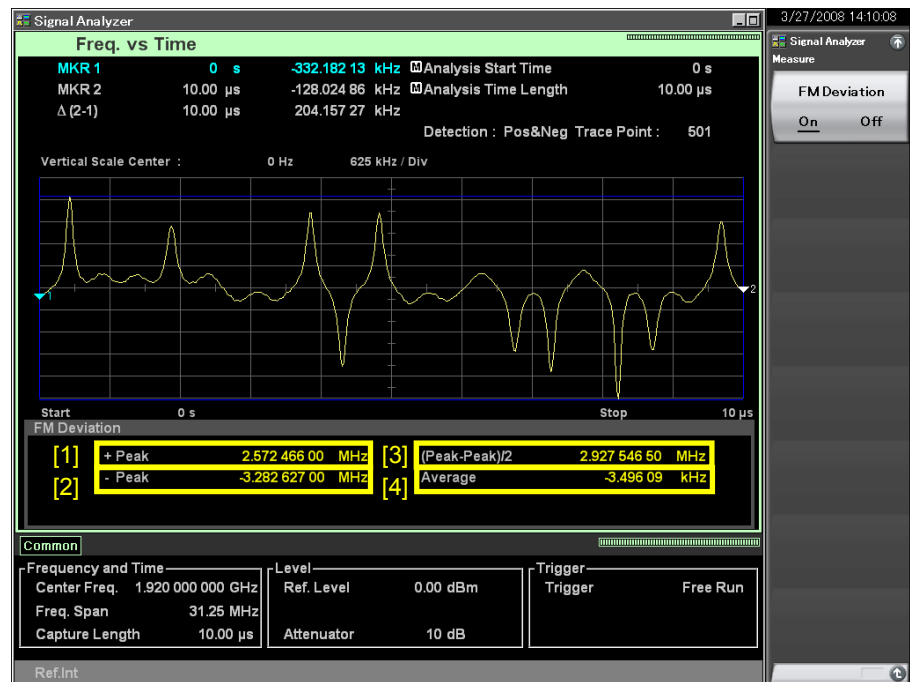 Signal Analyzer
3/27/2008 14:10:08
Freq. vs Time
MKR 1 0 s -332.182 13 kHz M Analysis Start Time 0 s
MKR 2 10.00 µs -128.024 86 kHz M Analysis Time Length 10.00 µs
Δ (2-1) 10.00 µs 204.157 27 kHz
Detection : Pos&Neg Trace Point : 501
Vertical Scale Center : 0 Hz 625 kHz / Div
1
2
Start 0 s Stop 10 µs
FM Deviation
[1] + Peak 2.572 466 00 MHz [3] (Peak-Peak)/2 2.927 546 50 MHz
[2] - Peak -3.282 627 00 MHz [4] Average -3.496 09 kHz
Common
Frequency and Time
Center Freq. 1.920 000 000 GHz
Freq. Span 31.25 MHz
Capture Length 10.00 µs
Level
Ref. Level 0.00 dBm
Attenuator 10 dB
Trigger
Trigger Free Run
Ref.Int
Signal Analyzer
Measure
FM Deviation
On Off